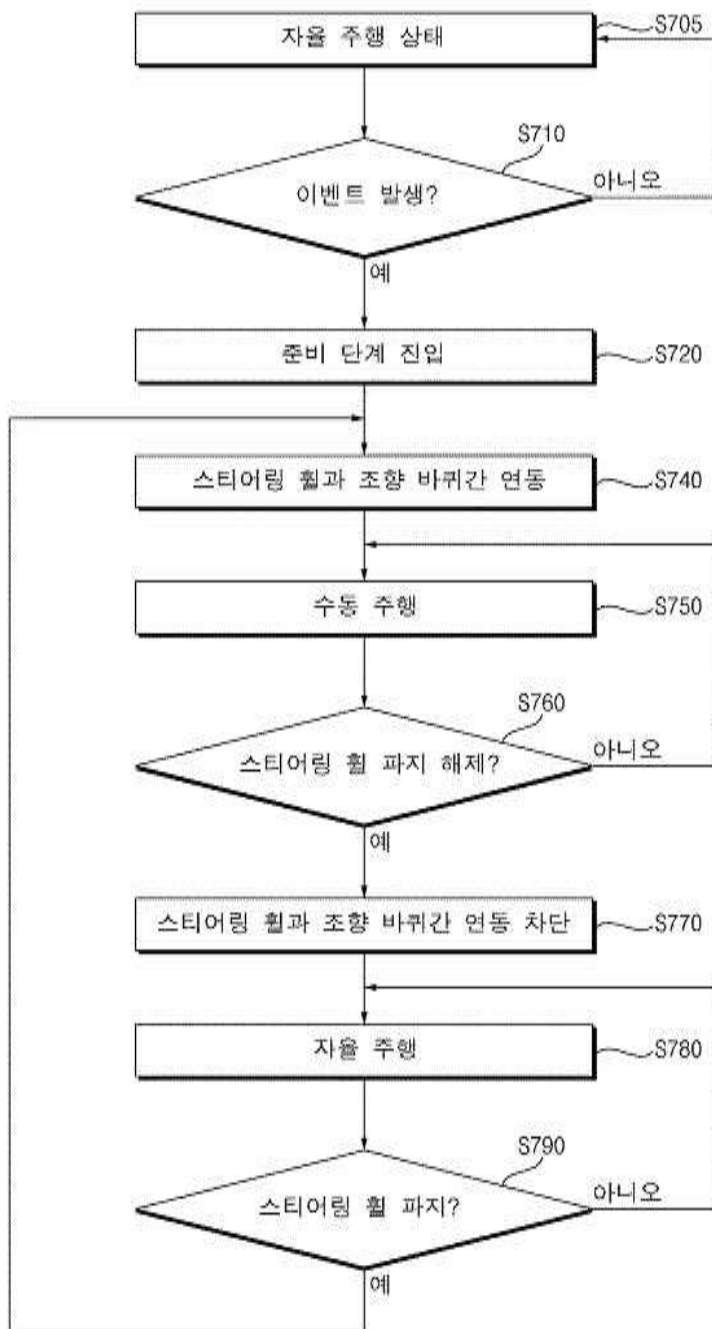 자율 주행 상태
S705
S710
이벤트 발생?
아니오
예
준비 단계 진입
S720
스티어링 휠과 조향 바퀴간 연동
S740
수동 주행
S750
S760
스티어링 휠 파지 해제?
아니오
예
스티어링 휠과 조향 바퀴간 연동 차단
S770
자율 주행
S780
S790
스티어링 휠 파지?
아니오
예